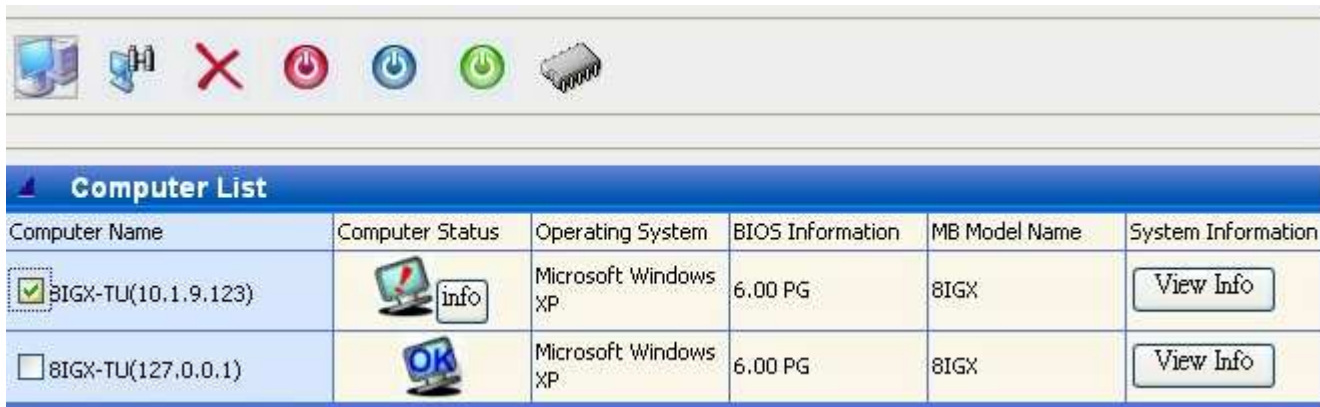 Computer List
Computer Name Computer Status Operating System BIOS Information MB Model Name System Information
8IGX-TU(10.1.9.123) info Microsoft Windows XP 6.00 PG 8IGX View Info
8IGX-TU(127.0.0.1) OK Microsoft Windows XP 6.00 PG 8IGX View Info